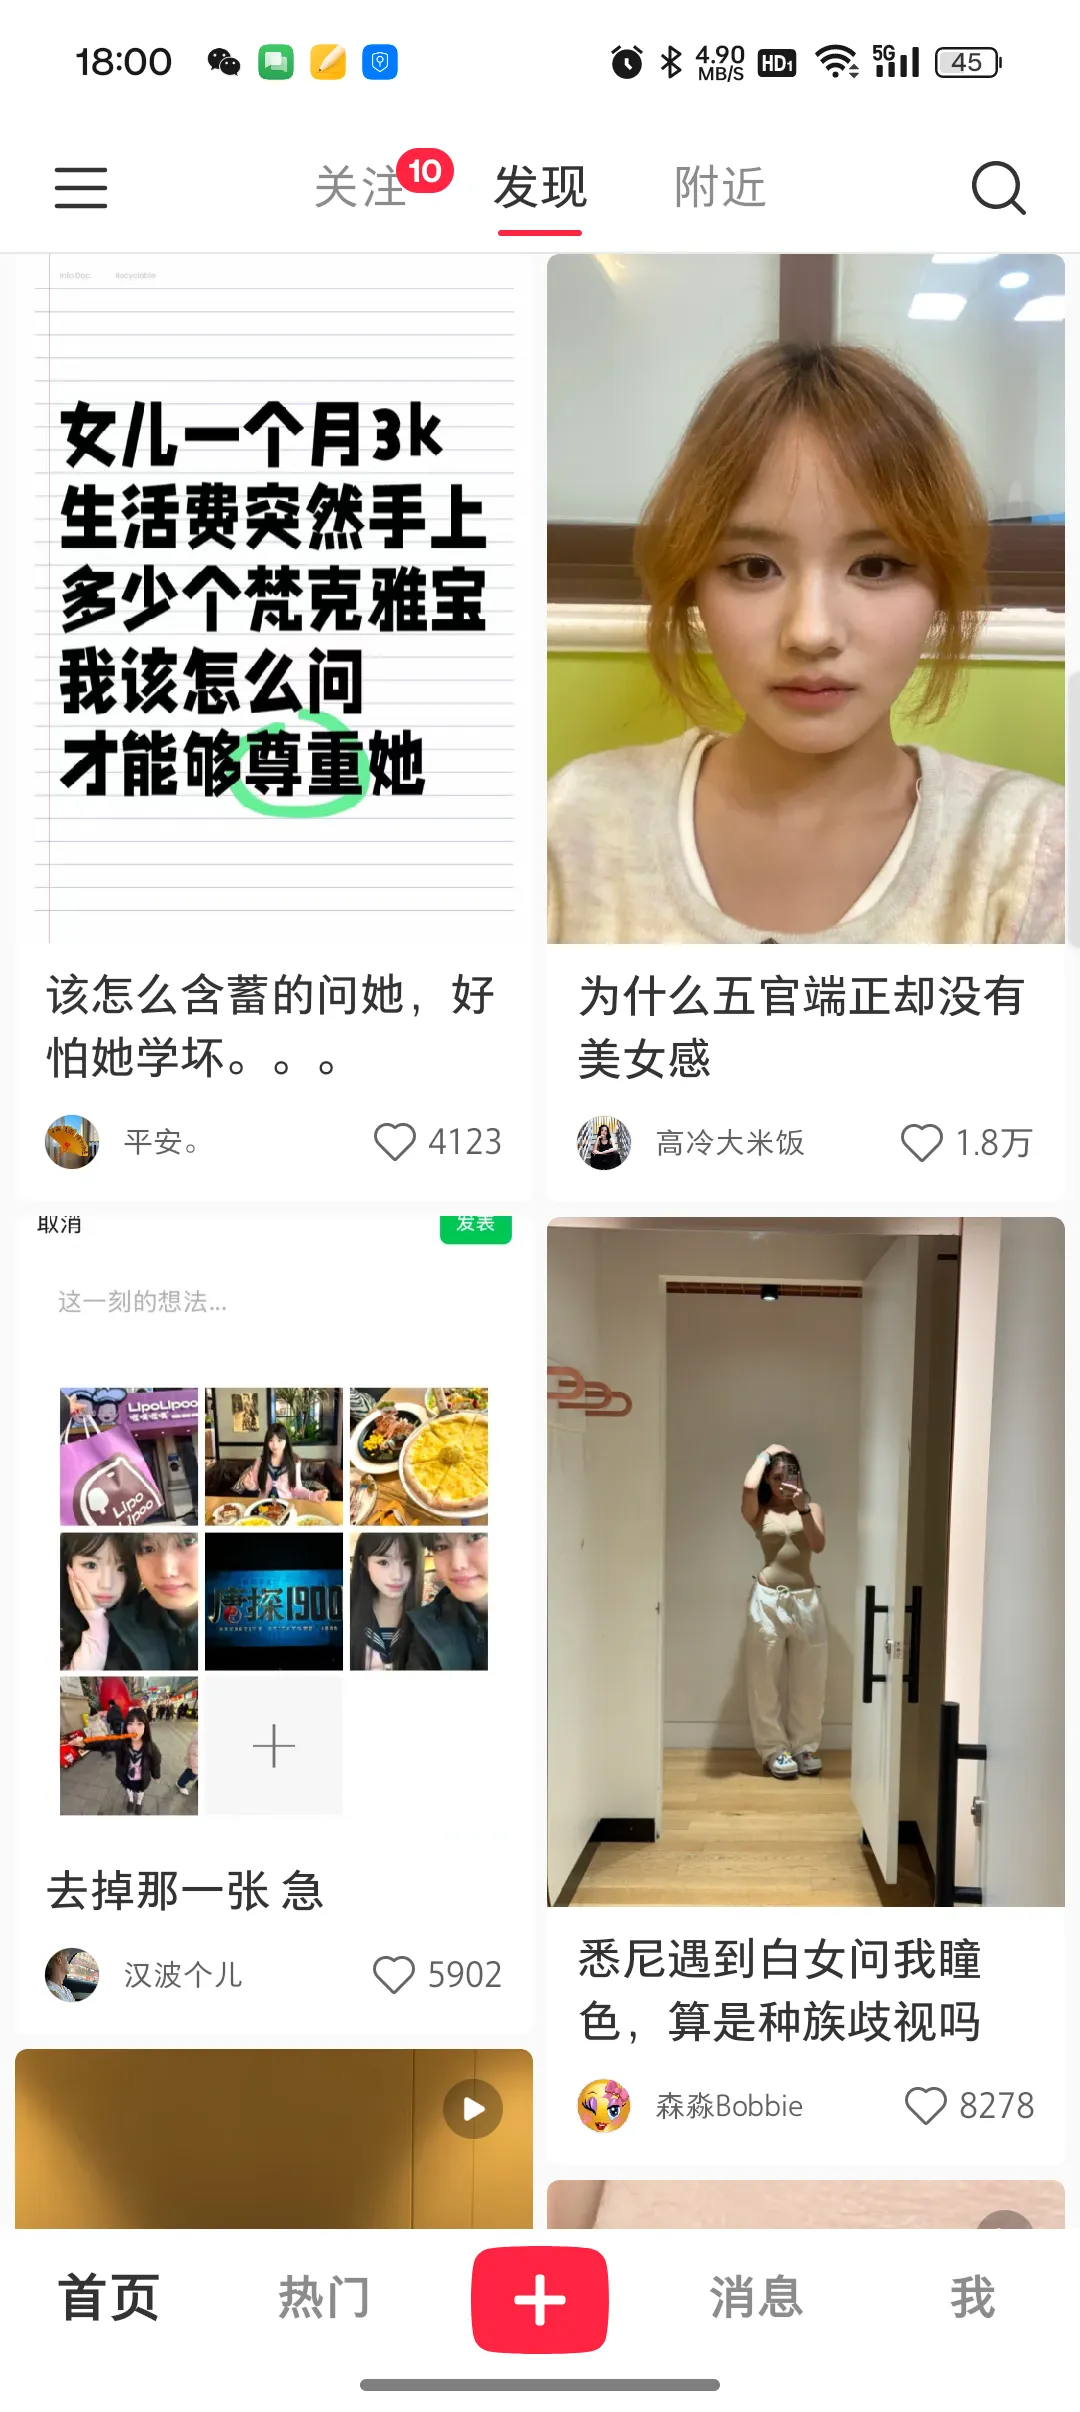 18:00
4.90
MB/S
HD1
5G
45
关注
10
发现
附近
Info Doc.
Recyclable
女儿一个月3k
生活费突然手上
多少个梵克雅宝
我该怎么问
才能够尊重她
该怎么含蓄的问她，好
怕她学坏。。。
平安。
4123
为什么五官端正却没有
美女感
高冷大米饭
1.8万
取消
发表
这一刻的想法...
LipoLipoo
Lipo
Lipoo
唐探1900
去掉那一张 急
汉波个儿
5902
悉尼遇到白女问我瞳
色，算是种族歧视吗
森淼Bobbie
8278
首页
热门
消息
我